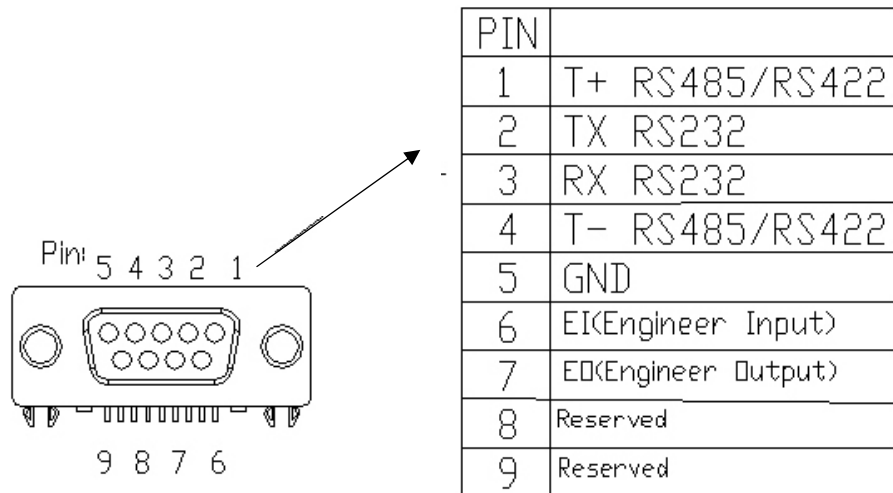 Pin:
5 4 3 2 1
9 8 7 6
PIN
1 T+ RS485/RS422
2 TX RS232
3 RX RS232
4 T- RS485/RS422
5 GND
6 EI(Engineer Input)
7 EO(Engineer Output)
8 Reserved
9 Reserved